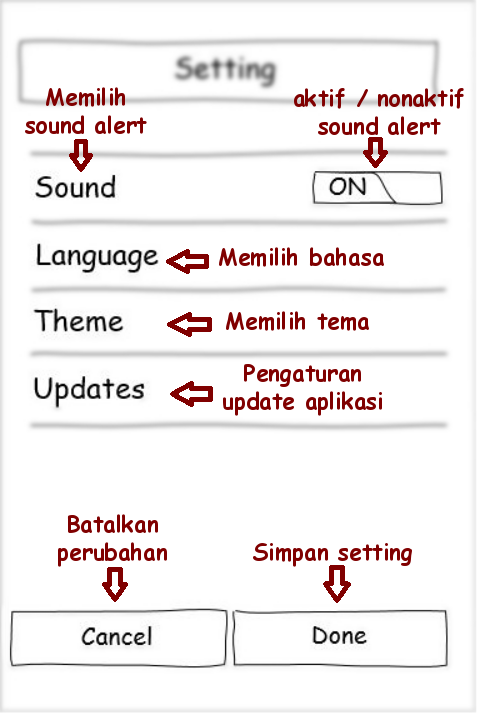 Setting
Memilih
sound alert
aktif / nonaktif
sound alert
Sound
ON
Language
Memilih bahasa
Theme
Memilih tema
Updates
Pengaturan
update aplikasi
Batalkan
perubahan
Simpan setting
Cancel
Done